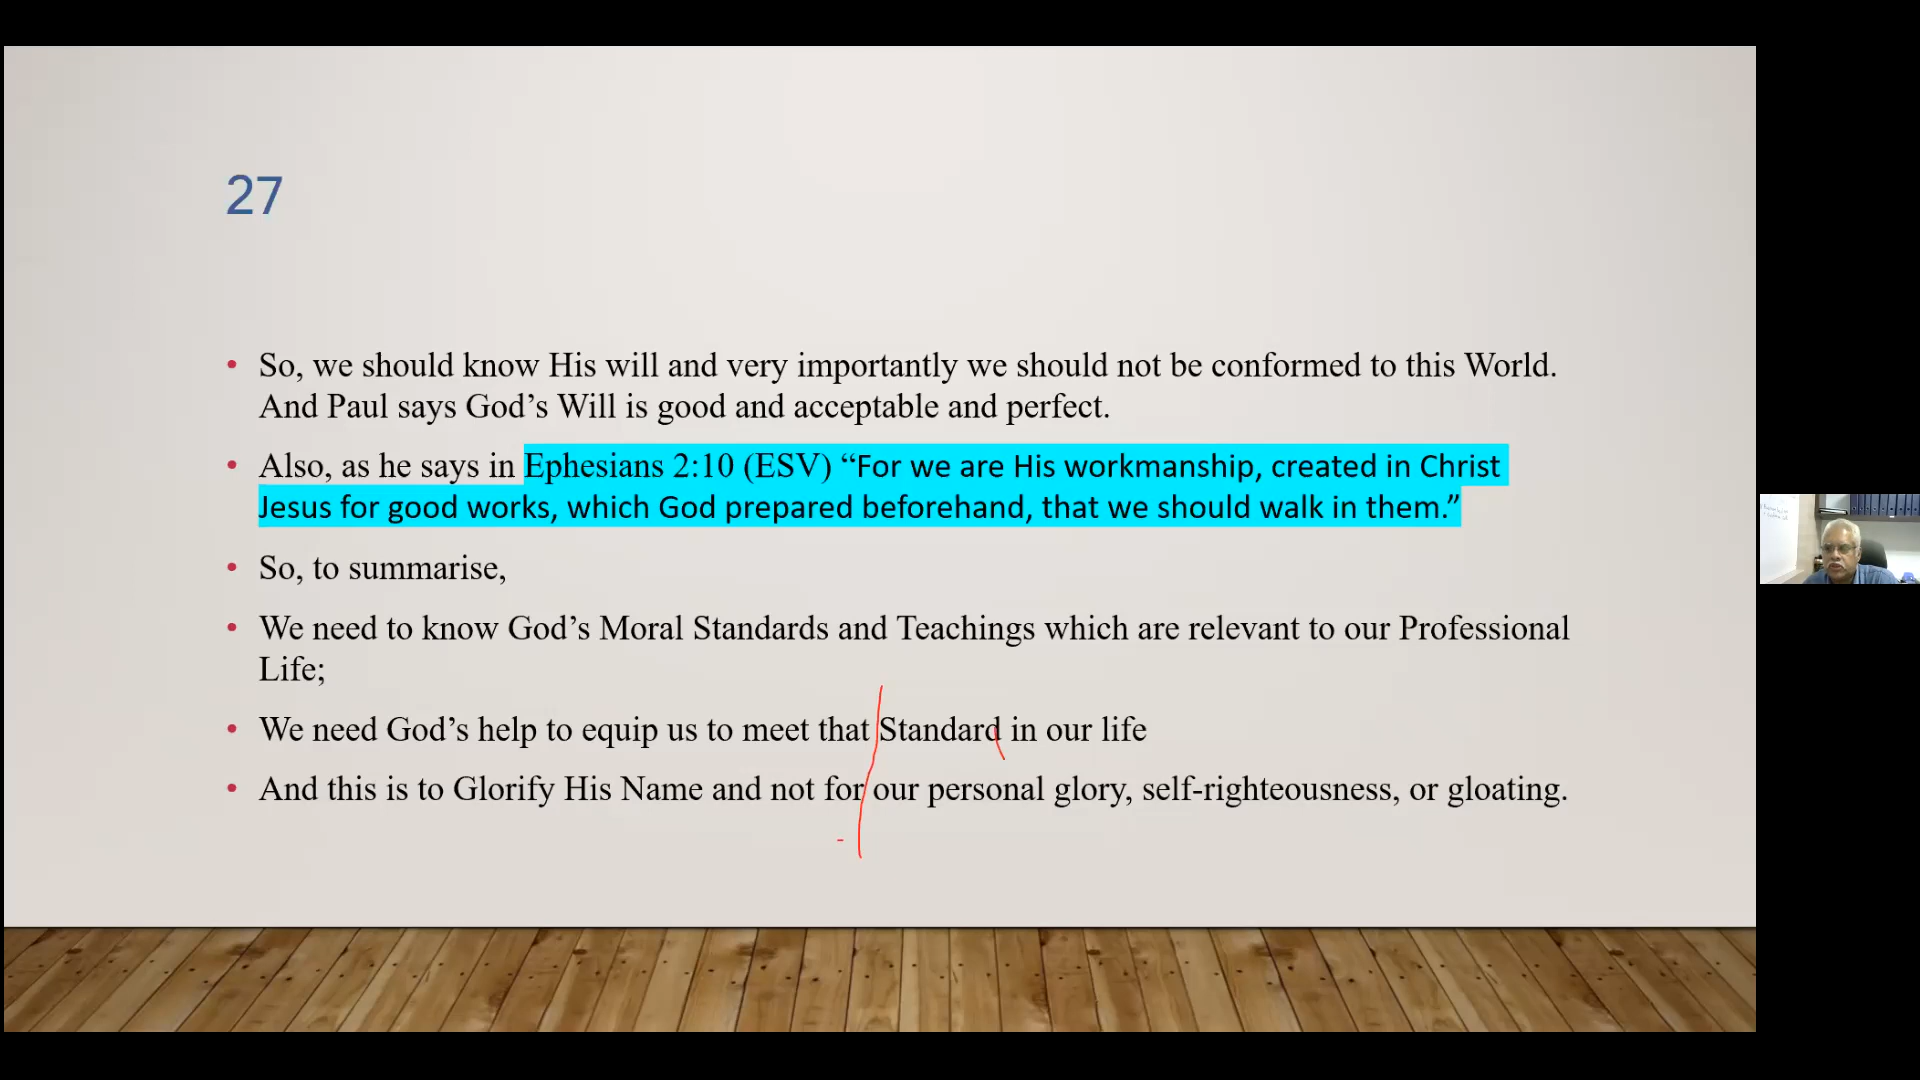 27
• So, we should know His will and very importantly we should not be conformed to this World.
And Paul says God’s Will is good and acceptable and perfect.
• Also, as he says in Ephesians 2:10 (ESV) “For we are His workmanship, created in Christ
Jesus for good works, which God prepared beforehand, that we should walk in them.”
• So, to summarise,
• We need to know God’s Moral Standards and Teachings which are relevant to our Professional
Life;
• We need God’s help to equip us to meet that Standard in our life
• And this is to Glorify His Name and not for our personal glory, self-righteousness, or gloating.